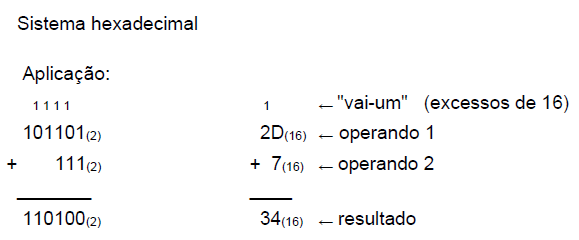 Sistema hexadecimal
Aplicação:
1 1 1 1 1 ← "vai-um" (excessos de 16)
101101(2) 2D(16) ← operando 1
+ 111(2) + 7(16) ← operando 2
110100(2) 34(16) ← resultado